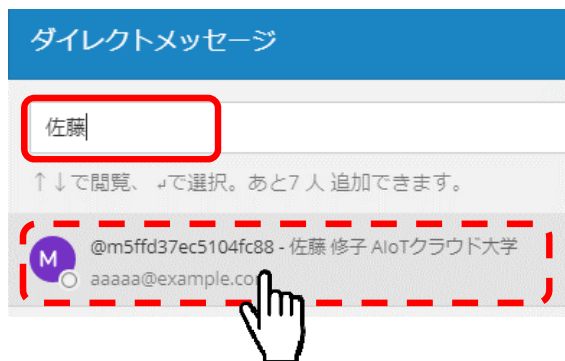 ダイレクトメッセージ
佐藤
↑↓で閲覧、 ↲で選択。あと7 人 追加できます。
M
@m5ffd37ec5104fc88 - 佐藤 修子 AIoTクラウド大学
aaaaa@example.co